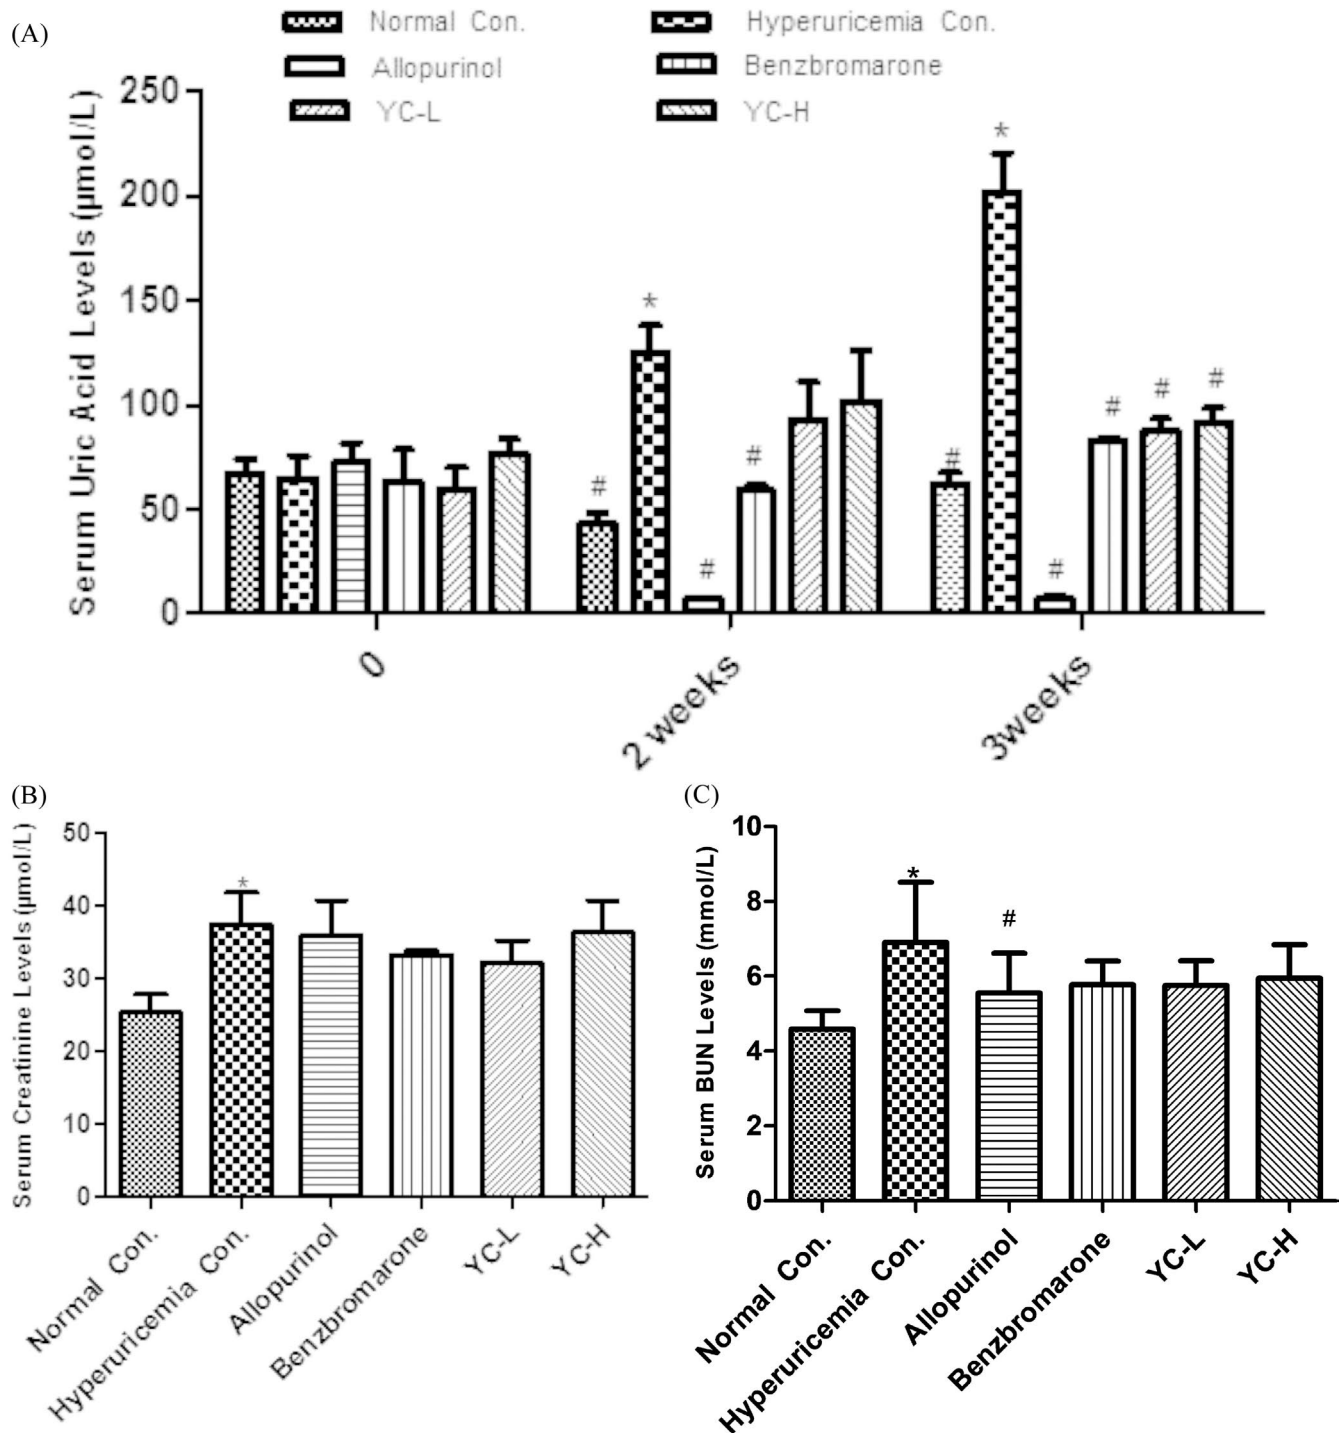 (A)
Normal Con.
Hyperuricemia Con.
Allopurinol
Benzbromarone
YC-L
YC-H
Serum Uric Acid Levels (µmol/L)
250
200
150
100
50
0
*
*
#
#
#
#
#
#
#
#
0
2 weeks
3weeks
(B)
Serum Creatinine Levels (µmol/L)
50
40
30
20
10
0
*
Normal Con.
Hyperuricemia Con.
Allopurinol
Benzbromarone
YC-L
YC-H
(C)
Serum BUN Levels (mmol/L)
10
8
6
4
2
0
*
#
Normal Con.
Hyperuricemia Con.
Allopurinol
Benzbromarone
YC-L
YC-H